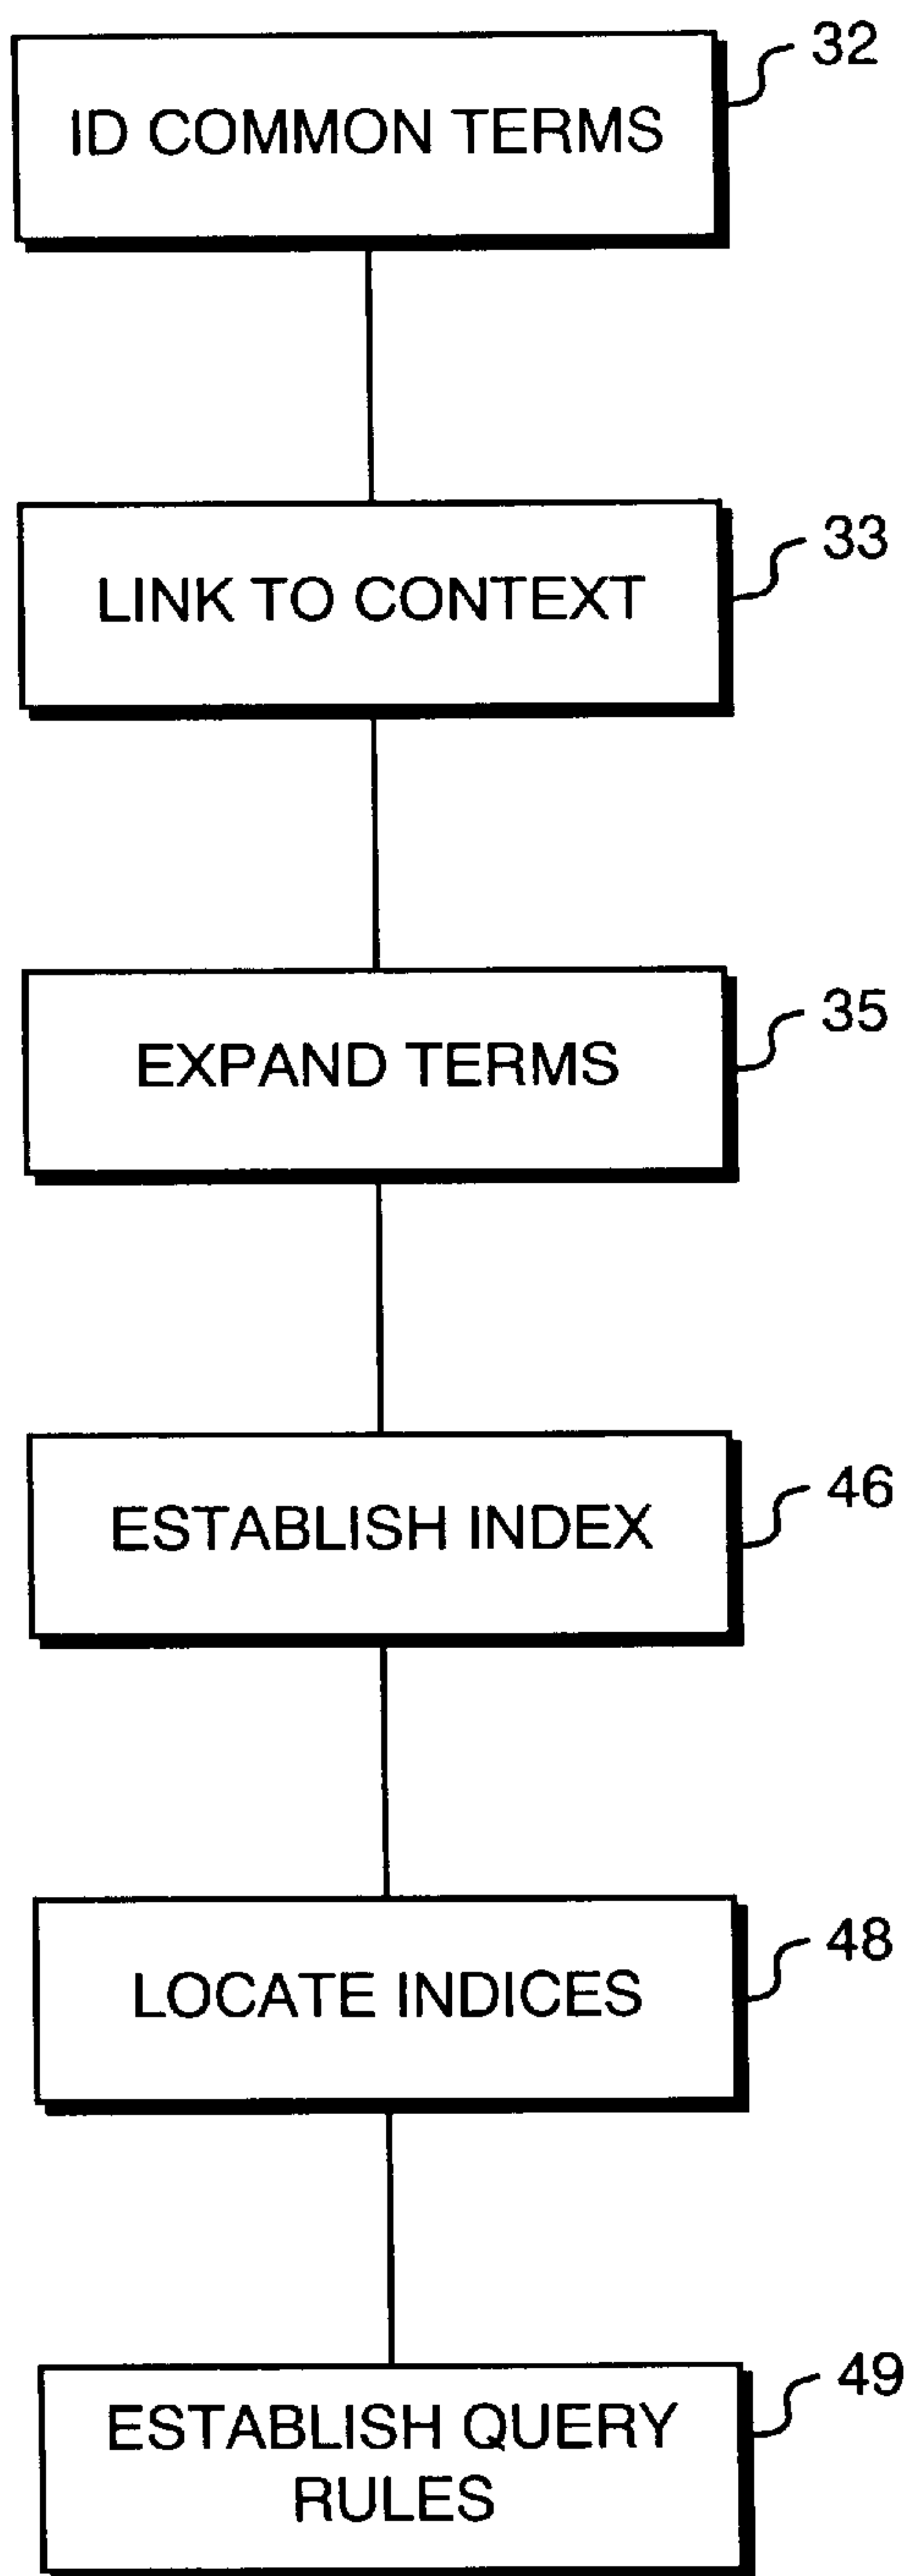 32
ID COMMON TERMS
33
LINK TO CONTEXT
35
EXPAND TERMS
46
ESTABLISH INDEX
48
LOCATE INDICES
49
ESTABLISH QUERY
RULES